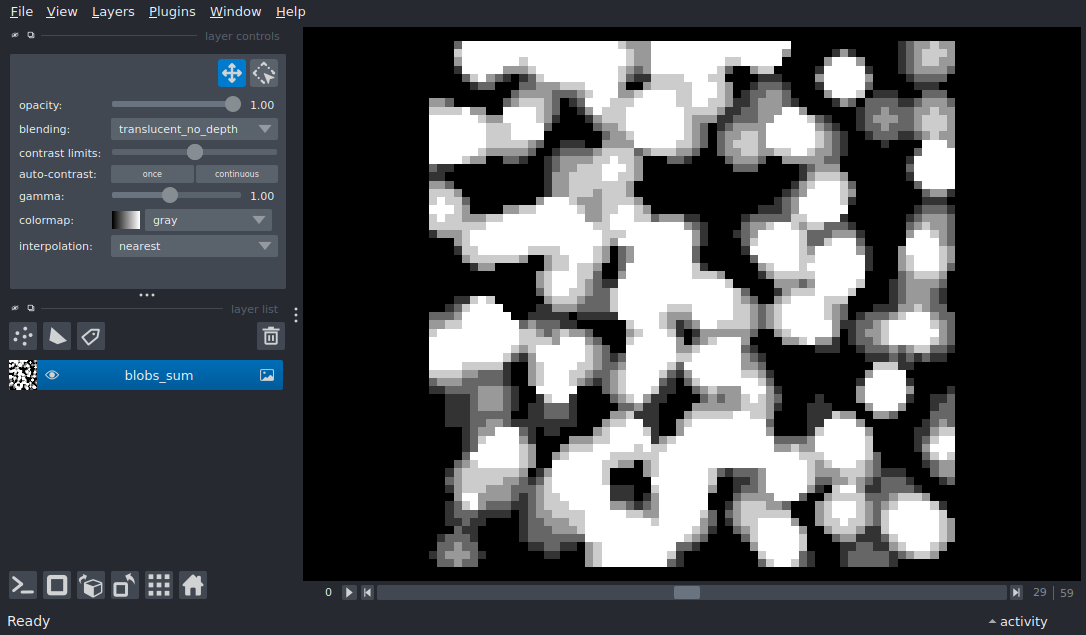 File View Layers Plugins Window Help
layer controls
opacity: 1.00
blending: translucent_no_depth
contrast limits:
auto-contrast: once continuous
gamma: 1.00
colormap: gray
interpolation: nearest
layer list
blobs_sum
0 29 59
Ready activity